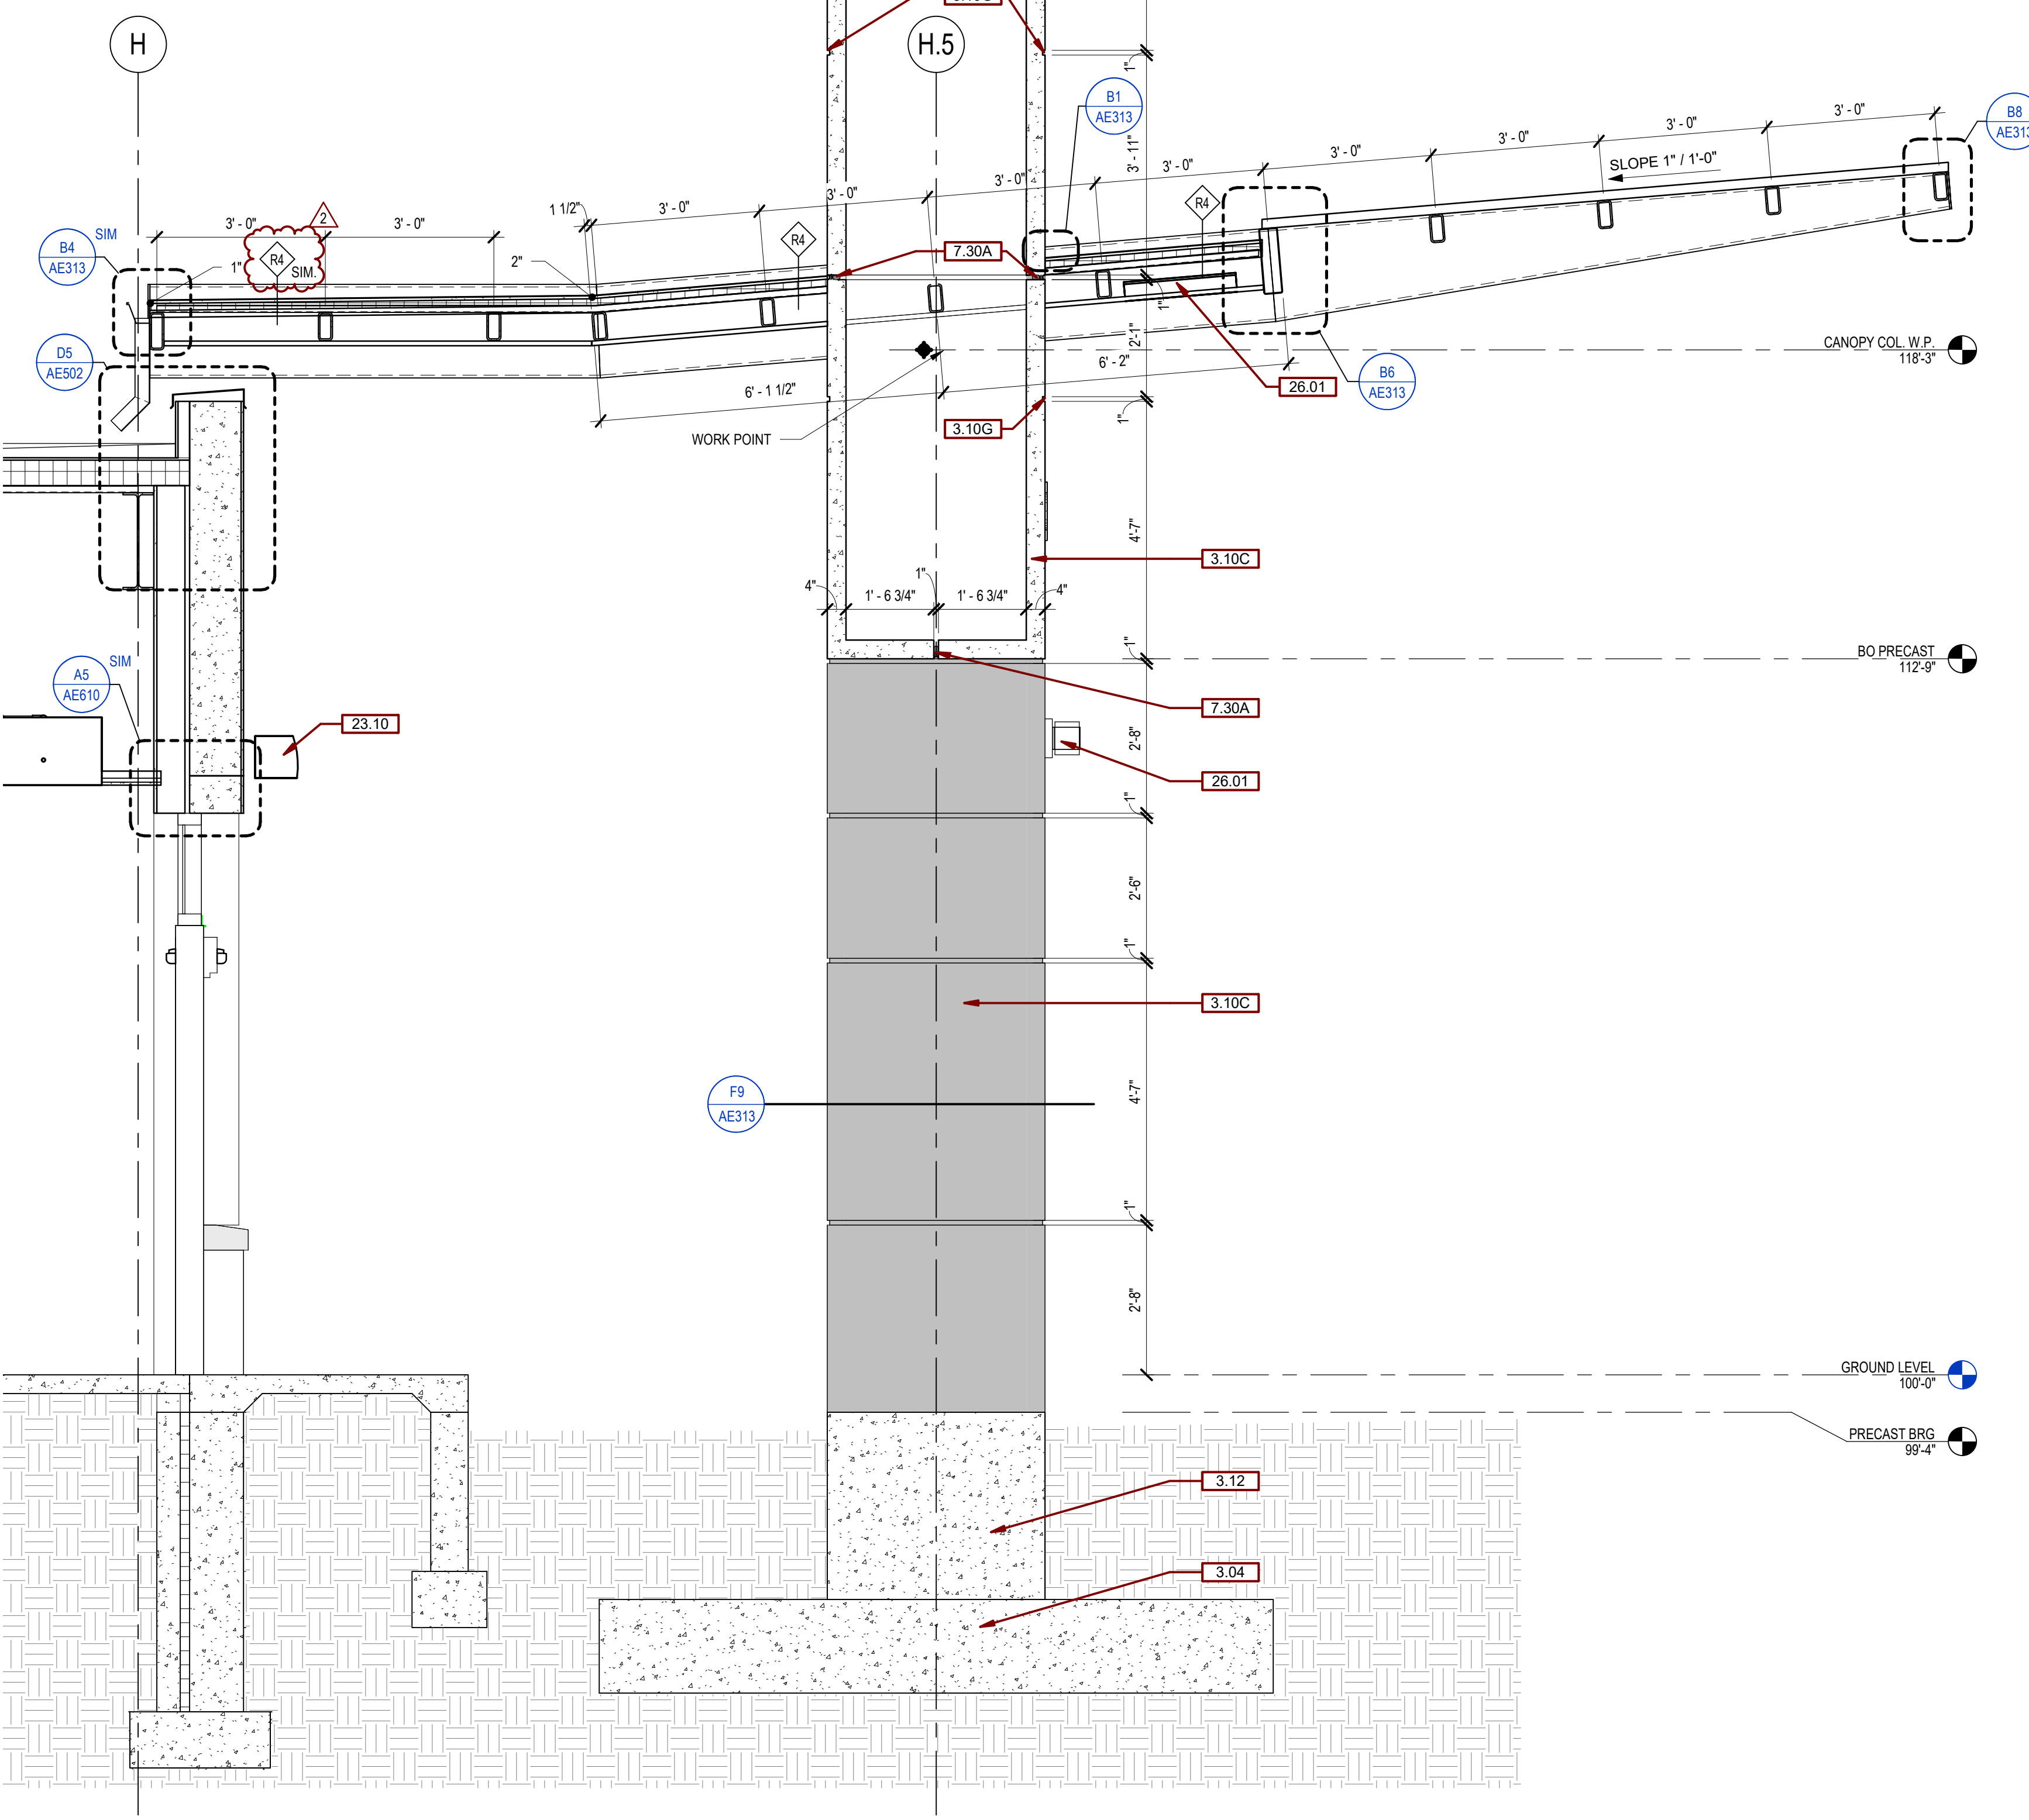 H
H.5
1"
B1
AE313
3' - 11"
3' - 0"
3' - 0"
3' - 0"
3' - 0"
3' - 0"
3' - 0"
3' - 0"
3' - 0"
SLOPE 1" / 1'-0"
B8
3' - 0"
3' - 0"
1 1/2"
2
R4
SIM.
R4
R4
B4
AE313
SIM
1"
2"
7.30A
1"
2'-1"
D5
AE502
CANOPY COL. W.P.
118'-3"
6' - 2"
6' - 1 1/2"
26.01
B6
AE313
WORK POINT
3.10G
1"
4'-7"
3.10C
4"
1' - 6 3/4"
1"
1' - 6 3/4"
4"
1"
BO PRECAST
112'-9"
A5
AE610
SIM
23.10
7.30A
2'-8"
26.01
1"
2'-6"
1"
3.10C
F9
AE313
4'-7"
1"
2'-8"
GROUND LEVEL
100'-0"
PRECAST BRG
99'-4"
3.12
3.04